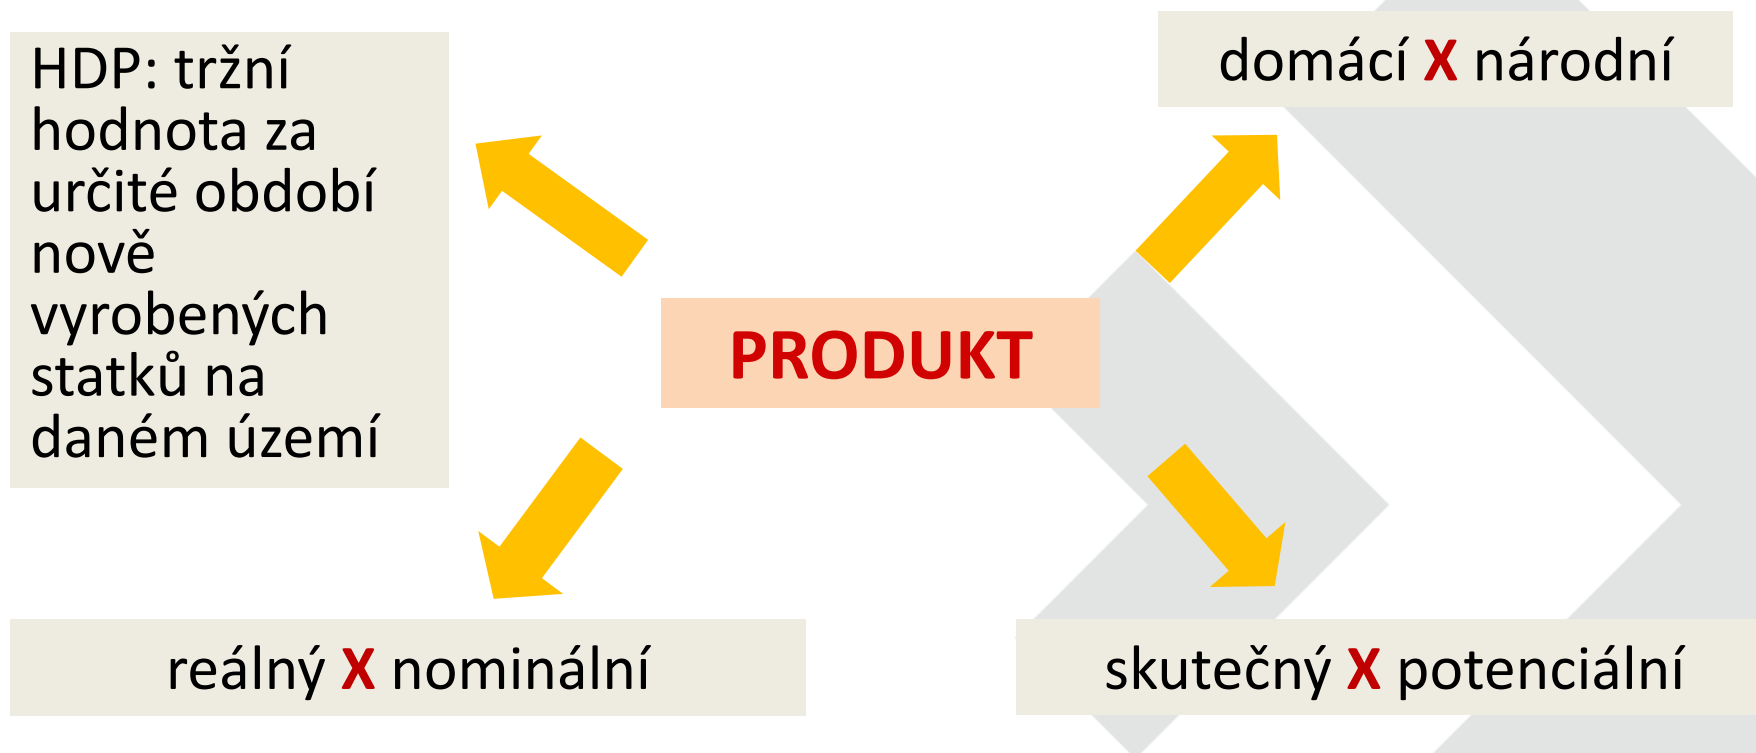 HDP: tržní
hodnota za
určité období
nově
vyrobených
statků na
daném území
domácí X národní
PRODUKT
reálný X nominální
skutečný X potenciální